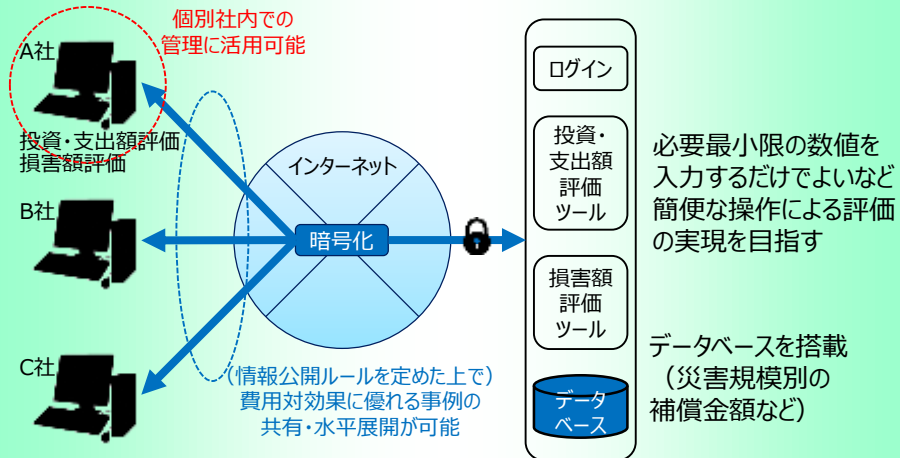 個別社内での
管理に活用可能
A社
投資・支出額評価
損害額評価
B社
C社
インターネット
暗号化
（情報公開ルールを定めた上で）
費用対効果に優れる事例の
共有・水平展開が可能
ログイン
投資・
支出額
評価
ツール
損害額
評価
ツール
データ
ベース
必要最小限の数値を
入力するだけでよいなど
簡便な操作による評価
の実現を目指す
データベースを搭載
（災害規模別の
補償金額など）